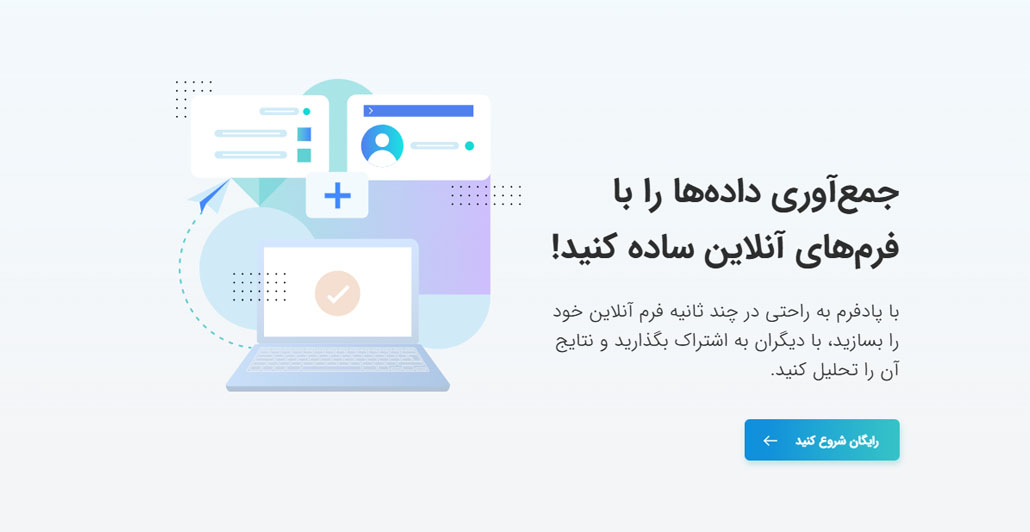 جمع‌آوری داده‌ها را با
فرم‌های آنلاین ساده کنید!
با پادفرم به راحتی در چند ثانیه فرم آنلاین خود
را بسازید، با دیگران به اشتراک بگذارید و نتایج
آن را تحلیل کنید.
رایگان شروع کنید